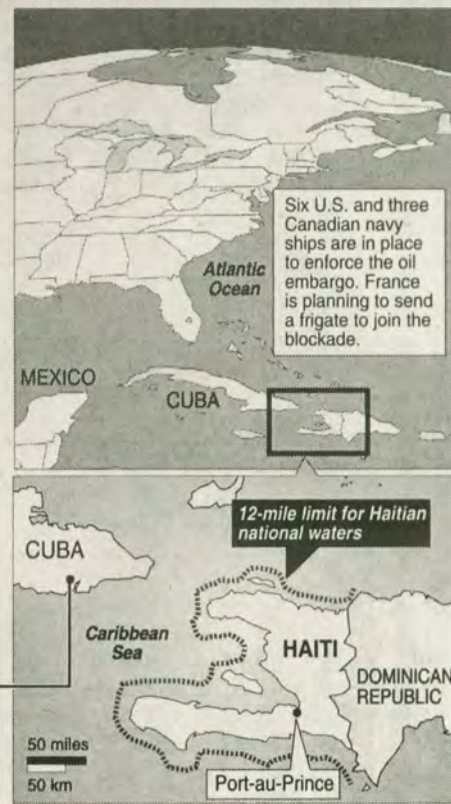 Six U.S. and three
Canadian navy
ships are in place
to enforce the oil
embargo. France
is planning to send
a frigate to join the
blockade.
Atlantic
Ocean
MEXICO
CUBA
12-mile limit for Haitian
national waters
CUBA
Caribbean
Sea
HAITI
DOMINICAN
REPUBLIC
50 miles
50 km
Port-au-Prince